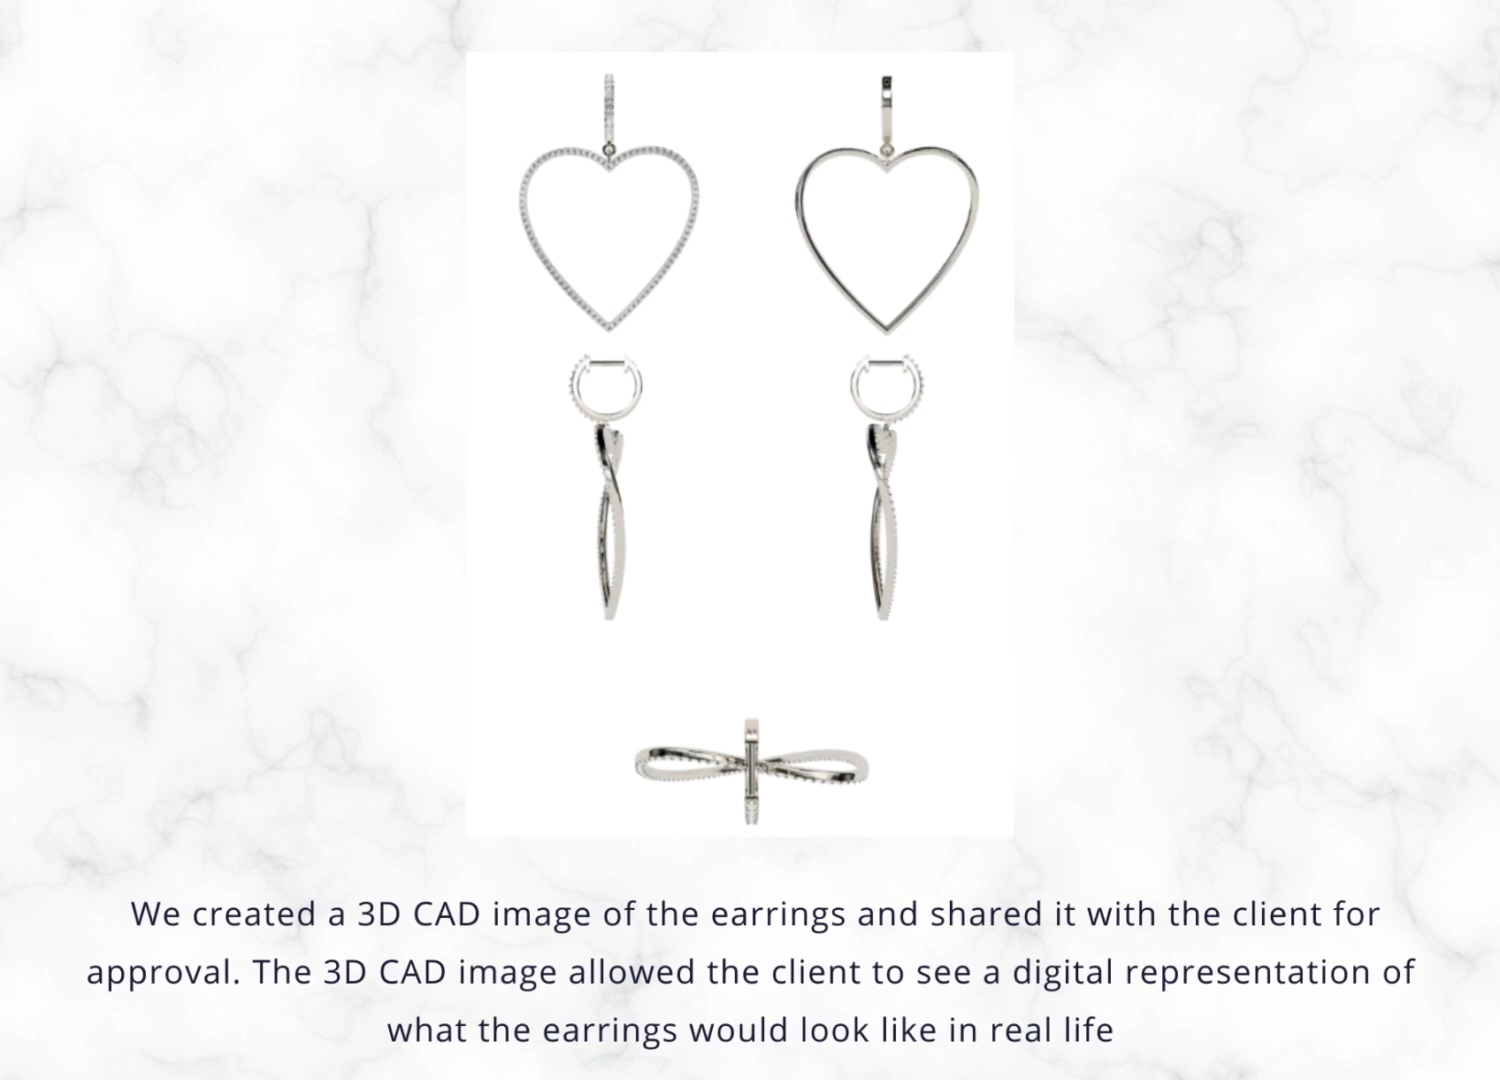 We created a 3D CAD image of the earrings and shared it with the client for
approval. The 3D CAD image allowed the client to see a digital representation of
what the earrings would look like in real life